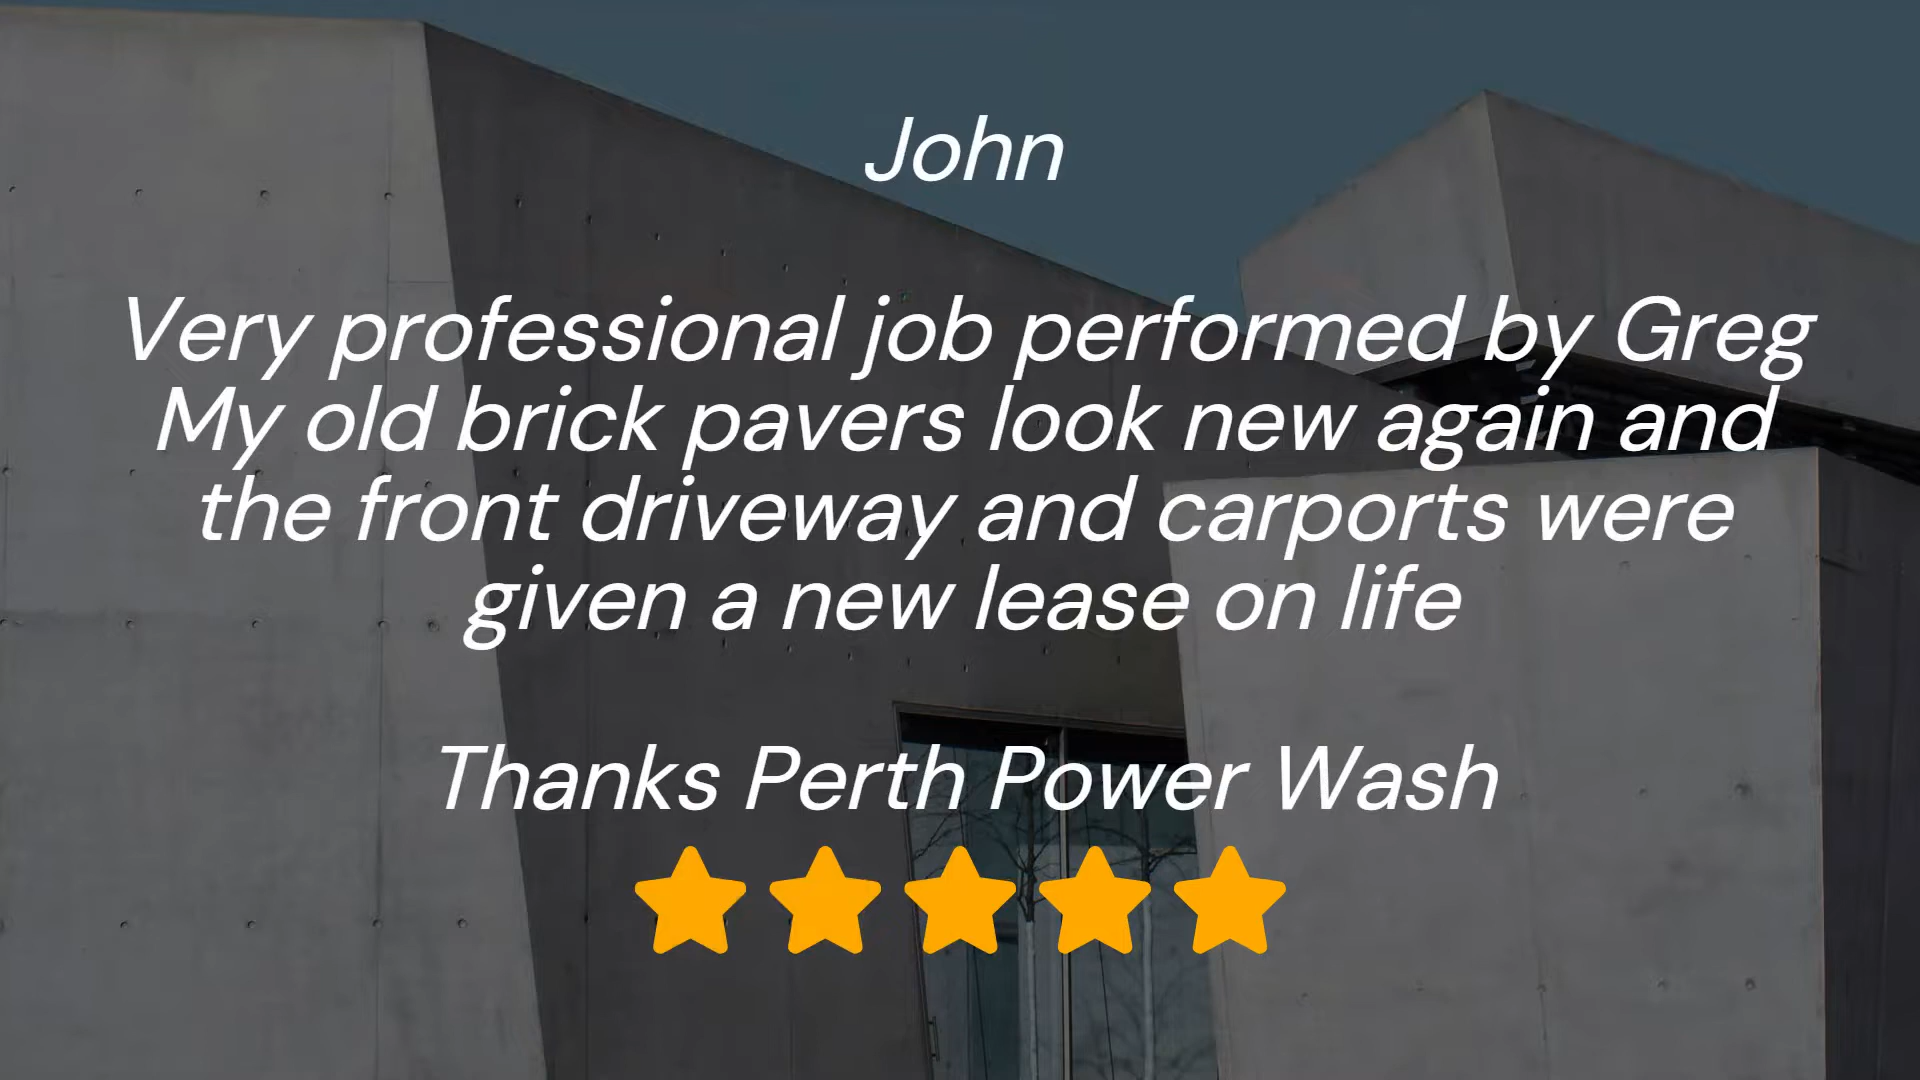 John
Very professional job performed by Greg
My old brick pavers look new again and
the front driveway and carports were
given a new lease on life
Thanks Perth Power Wash